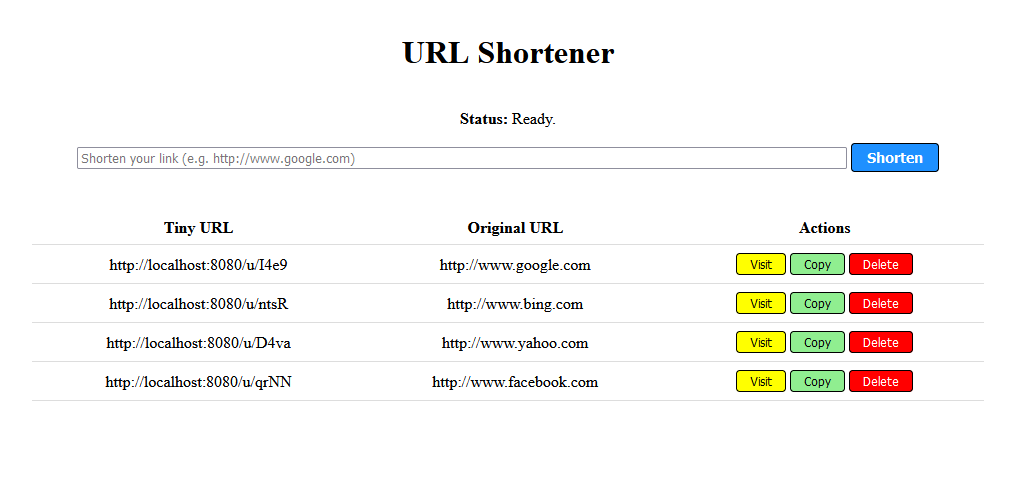 URL Shortener
Status: Ready.
Shorten your link (e.g. http://www.google.com) Shorten
Tiny URL Original URL Actions
http://localhost:8080/u/I4e9 http://www.google.com Visit Copy Delete
http://localhost:8080/u/ntsR http://www.bing.com Visit Copy Delete
http://localhost:8080/u/D4va http://www.yahoo.com Visit Copy Delete
http://localhost:8080/u/qrNN http://www.facebook.com Visit Copy Delete